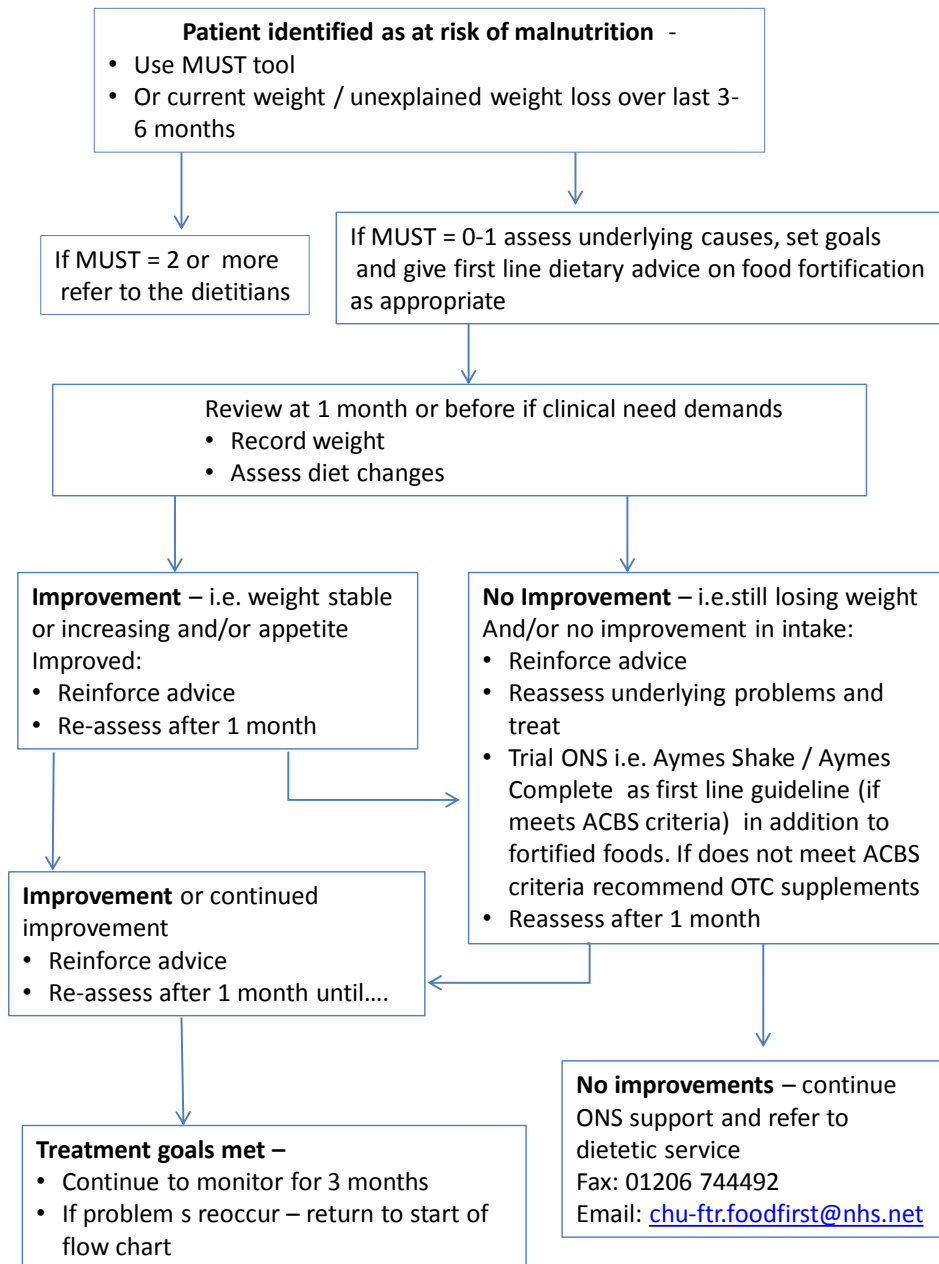 Patient identified as at risk of malnutrition -
• Use MUST tool
• Or current weight / unexplained weight loss over last 3-
6 months
If MUST = 2 or more
refer to the dietitians
If MUST = 0-1 assess underlying causes, set goals
and give first line dietary advice on food fortification
as appropriate
Review at 1 month or before if clinical need demands
• Record weight
• Assess diet changes
Improvement – i.e. weight stable
or increasing and/or appetite
Improved:
• Reinforce advice
• Re-assess after 1 month
No Improvement – i.e.still losing weight
And/or no improvement in intake:
• Reinforce advice
• Reassess underlying problems and
treat
• Trial ONS i.e. Aymes Shake / Aymes
Complete as first line guideline (if
meets ACBS criteria) in addition to
fortified foods. If does not meet ACBS
criteria recommend OTC supplements
• Reassess after 1 month
Improvement or continued
improvement
• Reinforce advice
• Re-assess after 1 month until....
No improvements – continue
ONS support and refer to
dietetic service
Fax: 01206 744492
Email: chu-ftr.foodfirst@nhs.net
Treatment goals met –
• Continue to monitor for 3 months
• If problem s reoccur – return to start of
flow chart